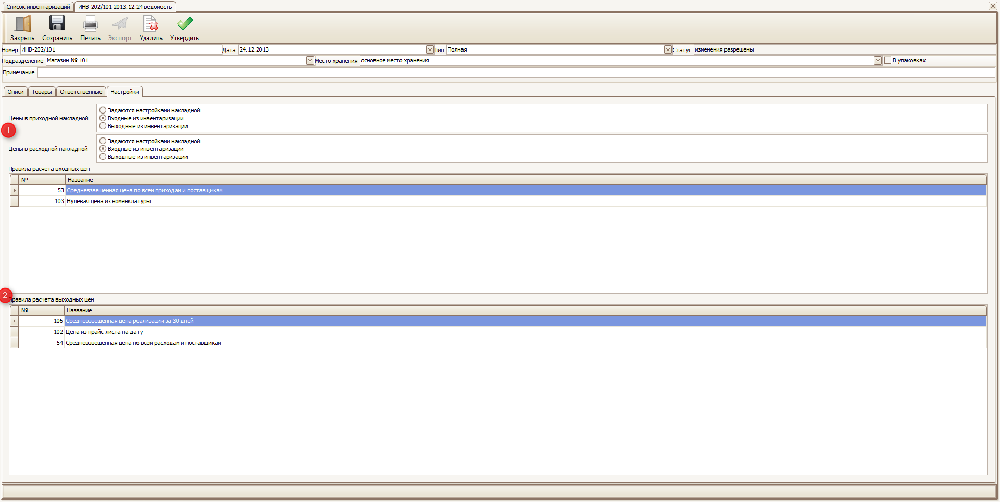 Список инвентаризаций ИНВ-202/101 2013.12.24 ведомость
Закрыть Сохранить Печать Экспорт Удалить Утвердить
Номер ИНВ-202/101 Дата 24.12.2013 Тип Полная Статус изменения разрешены
Подразделение Магазин № 101 Место хранения основное место хранения В упаковках
Примечание
Описи Товары Ответственные Настройки
Задаются настройками накладной
Цены в приходной накладной Входные из инвентаризации
Выходные из инвентаризации
1
Задаются настройками накладной
Цены в расходной накладной Входные из инвентаризации
Выходные из инвентаризации
Правила расчета входных цен
№ Название
53 Средневзвешенная цена по всем приходам и поставщикам
103 Нулевая цена из номенклатуры
2
Правила расчета выходных цен
№ Название
106 Средневзвешенная цена реализации за 30 дней
102 Цена из прайс-листа на дату
54 Средневзвешенная цена по всем расходам и поставщикам